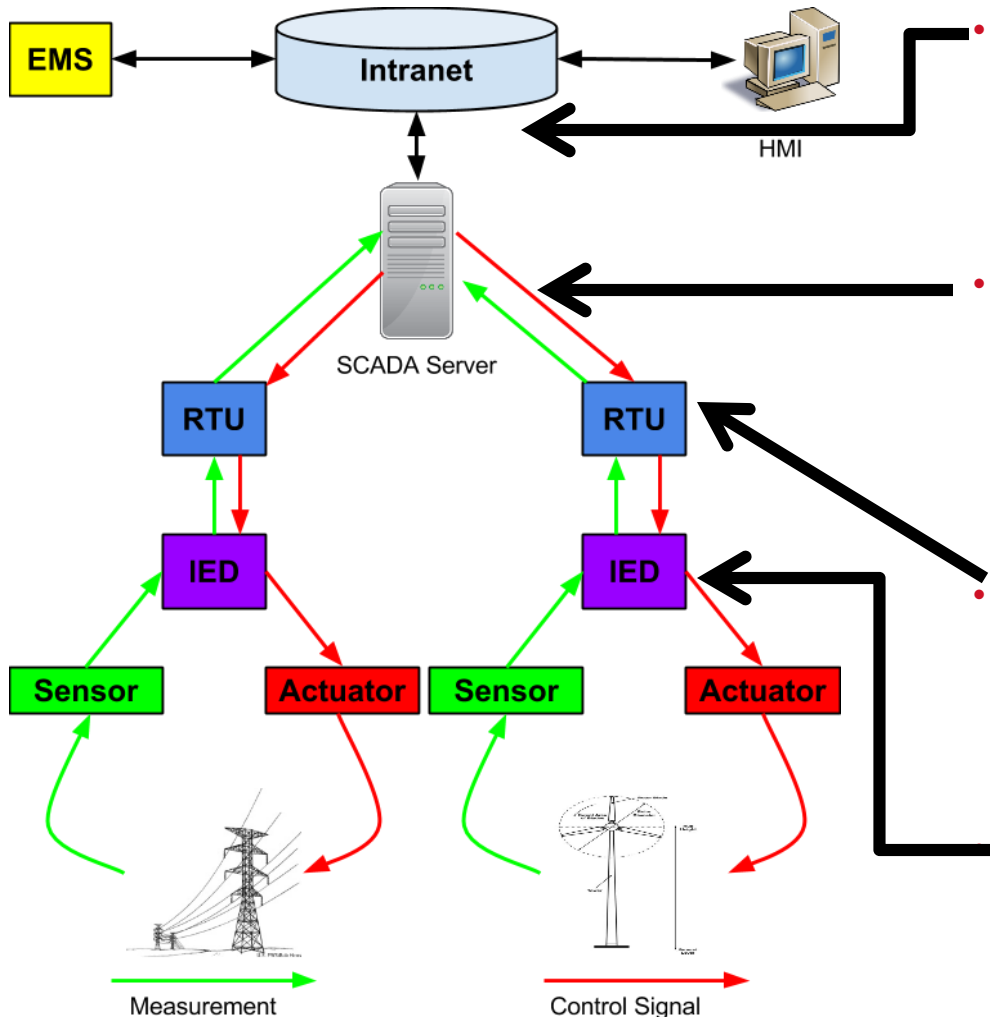 EMS
Intranet
HMI
SCADA Server
RTU
RTU
IED
IED
Sensor
Actuator
Sensor
Actuator
Measurement
Control Signal